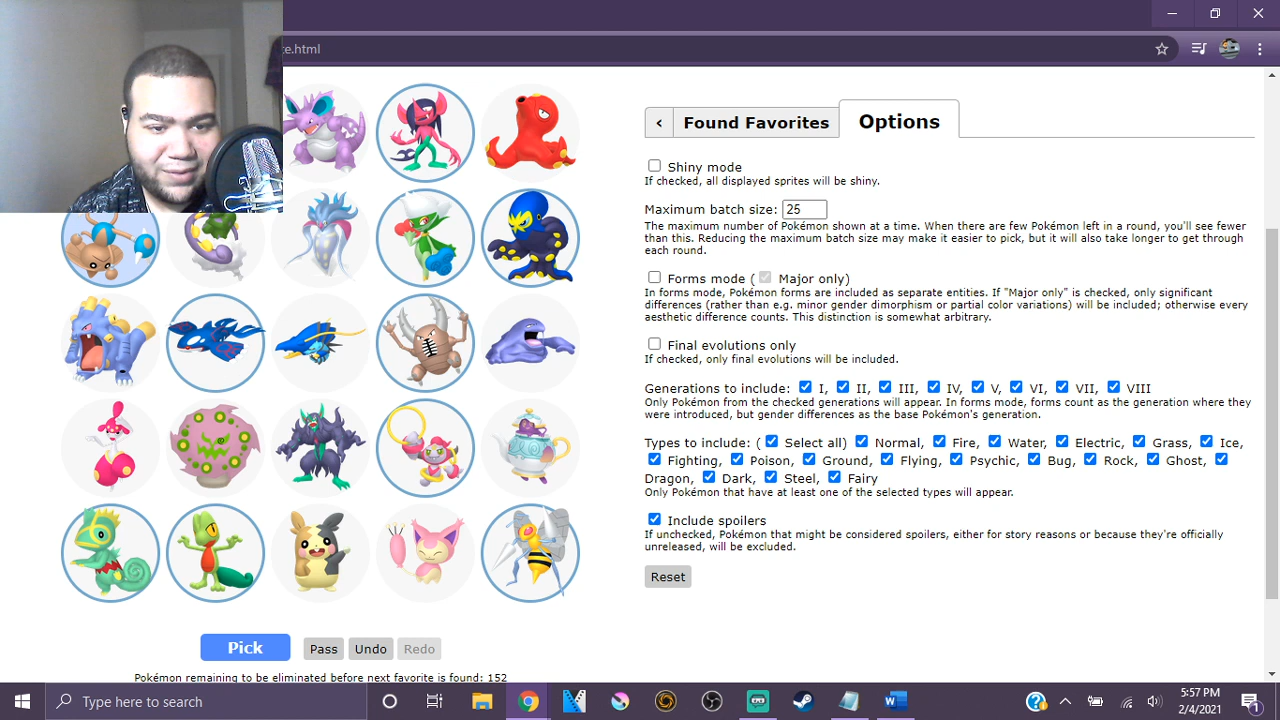 te.html
‹ Found Favorites Options
Shiny mode
If checked, all displayed sprites will be shiny.
Maximum batch size: 25
The maximum number of Pokémon shown at a time. When there are few Pokémon left in a round, you'll see fewer
than this. Reducing the maximum batch size may make it easier to pick, but it will also take longer to get through
each round.
Forms mode ( Major only)
In forms mode, Pokémon forms are included as separate entities. If "Major only" is checked, only significant
differences (rather than e.g. minor gender dimorphism or partial color variations) will be included; otherwise every
aesthetic difference counts. This distinction is somewhat arbitrary.
Final evolutions only
If checked, only final evolutions will be included.
Generations to include: I, II, III, IV, V, VI, VII, VIII
Only Pokémon from the checked generations will appear. In forms mode, forms count as the generation where they
were introduced, but gender differences as the base Pokémon's generation.
Types to include: ( Select all) Normal, Fire, Water, Electric, Grass, Ice,
Fighting, Poison, Ground, Flying, Psychic, Bug, Rock, Ghost,
Dragon, Dark, Steel, Fairy
Only Pokémon that have at least one of the selected types will appear.
Include spoilers
If unchecked, Pokémon that might be considered spoilers, either for story reasons or because they're officially
unreleased, will be excluded.
Reset
Pick Pass Undo Redo
Pokémon remaining to be eliminated before next favorite is found: 152
Type here to search
5:57 PM
2/4/2021